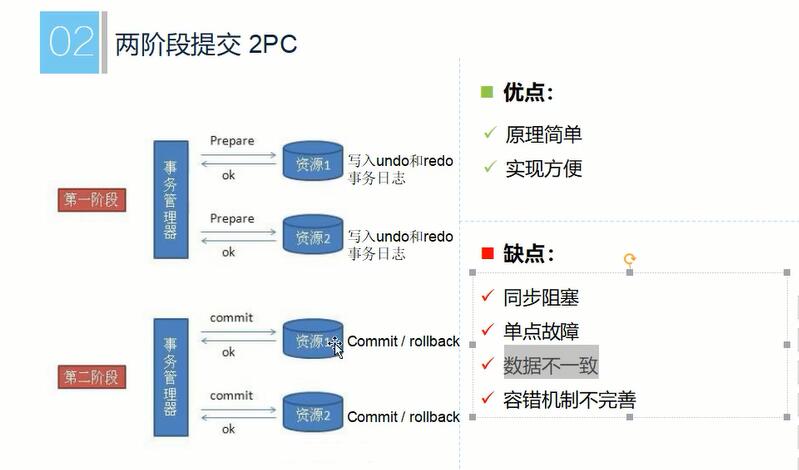 02 两阶段提交 2PC
优点：
原理简单
实现方便
第一阶段
事务管理器
Prepare
ok
资源1
写入undo和redo
事务日志
Prepare
ok
资源2
写入undo和redo
事务日志
缺点：
同步阻塞
单点故障
数据不一致
容错机制不完善
第二阶段
事务管理器
commit
ok
资源1
Commit / rollback
commit
ok
资源2
Commit / rollback